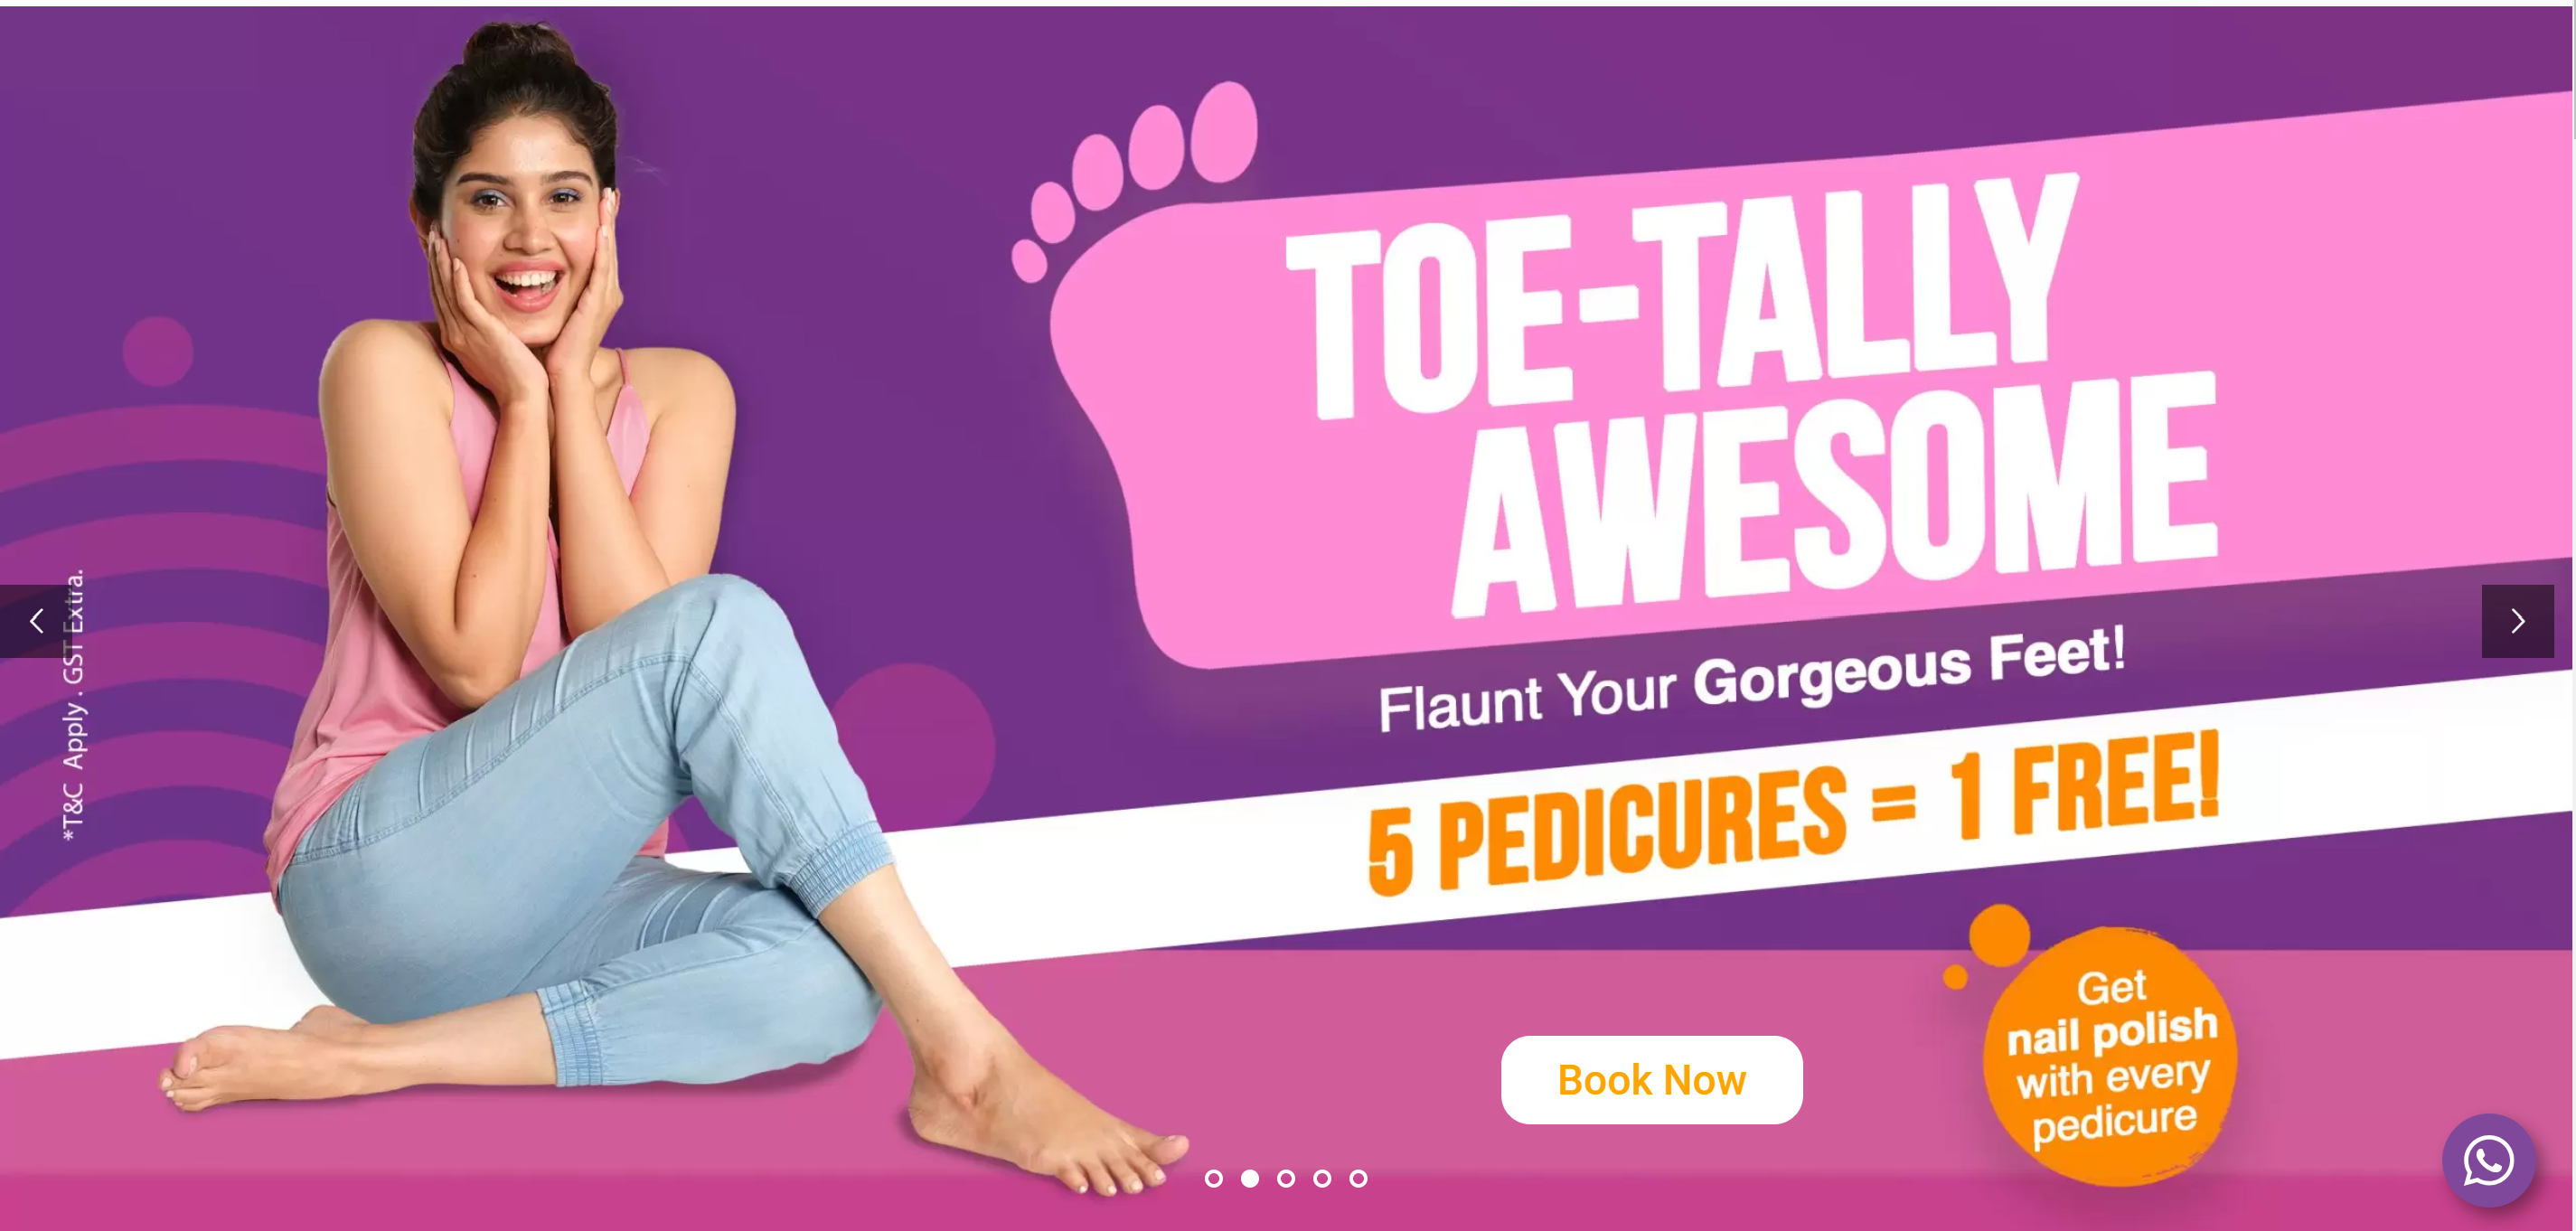 TOE-TALLY
AWESOME
Flaunt Your Gorgeous Feet!
5 PEDICURES = 1 FREE!
Book Now
Get
nail polish
with every
pedicure
*T&C Apply . GST Extra.